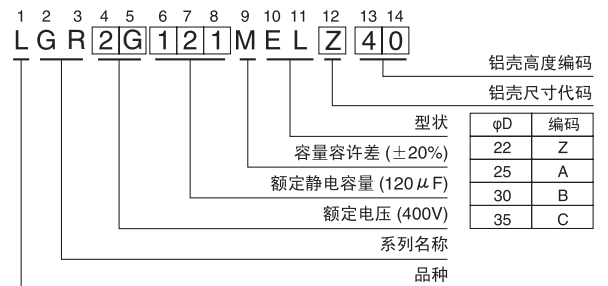 1 2 3 4 5 6 7 8 9 10 11 12 13 14
L G R 2 G 1 2 1 M E L Z 4 0
铝壳高度编码
铝壳尺寸代码
型状
容量容许差 (±20%)
额定静电容量 (120μF)
额定电压 (400V)
系列名称
品种
φD 编码
22 Z
25 A
30 B
35 C